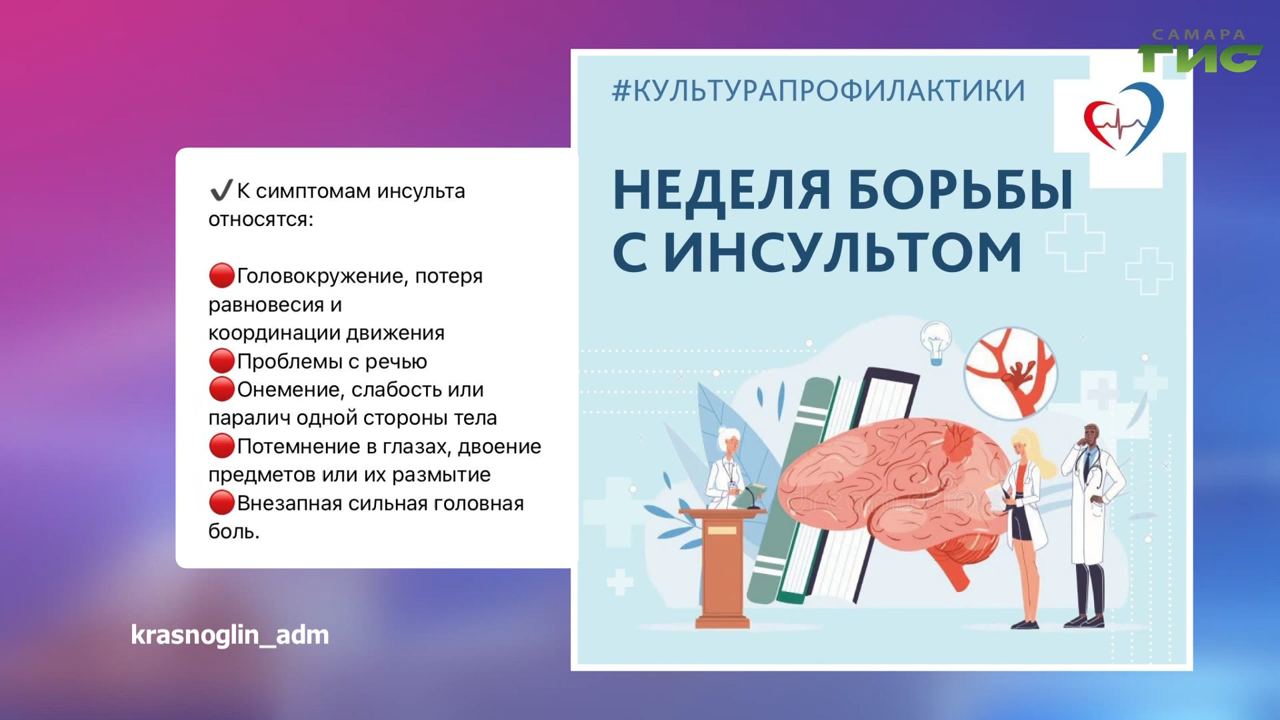 САМАРА
ГИС
#КУЛЬТУРАПРОФИЛАКТИКИ
НЕДЕЛЯ БОРЬБЫ
С ИНСУЛЬТОМ
✔К симптомам инсульта
относятся:
🔴Головокружение, потеря
равновесия и
координации движения
🔴Проблемы с речью
🔴Онемение, слабость или
паралич одной стороны тела
🔴Потемнение в глазах, двоение
предметов или их размытие
🔴Внезапная сильная головная
боль.
krasnoglin_adm